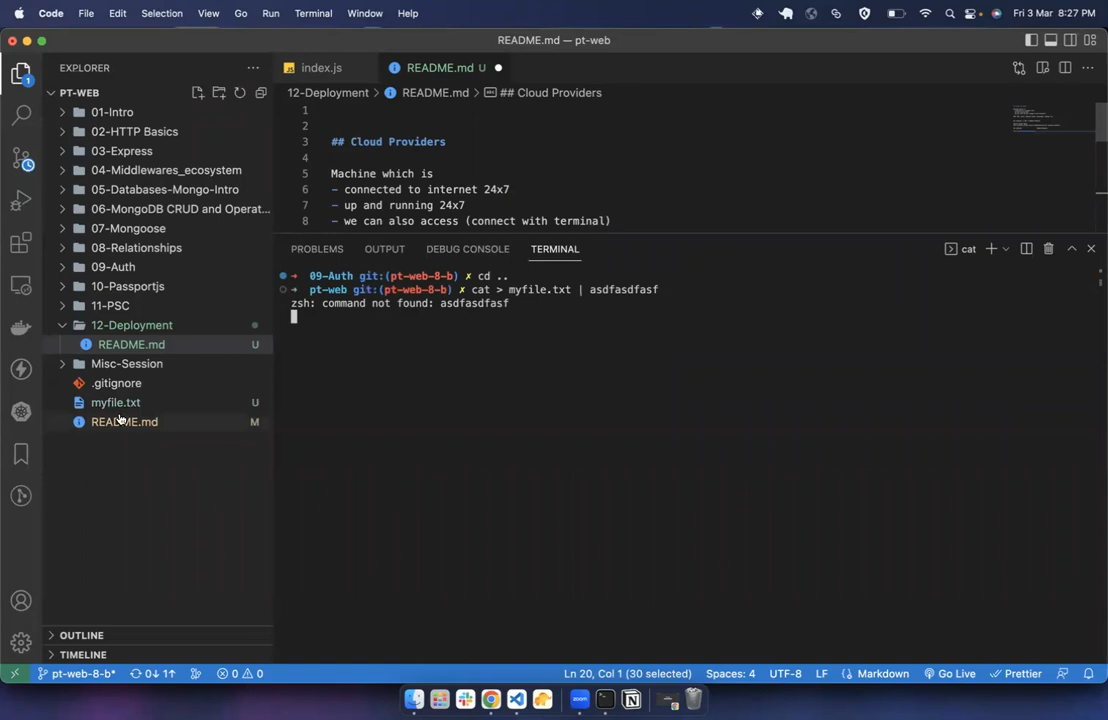 Code File Edit Selection View Go Run Terminal Window Help Fri 3 Mar 8:27 PM
README.md — pt-web
EXPLORER
index.js
README.md U
PT-WEB
12-Deployment > README.md > ## Cloud Providers
01-Intro
02-HTTP Basics
03-Express
04-Middlewares_ecosystem
05-Databases-Mongo-Intro
06-MongoDB CRUD and Operat...
07-Mongoose
08-Relationships
09-Auth
10-Passportjs
11-PSC
12-Deployment
README.md U
Misc-Session
.gitignore
myfile.txt U
README.md M
OUTLINE
TIMELINE
1
2
3 ## Cloud Providers
4
5 Machine which is
6 - connected to internet 24x7
7 - up and running 24x7
8 - we can also access (connect with terminal)
PROBLEMS OUTPUT DEBUG CONSOLE TERMINAL cat
➜ 09-Auth git:(pt-web-8-b) ✗ cd ..
➜ pt-web git:(pt-web-8-b) ✗ cat > myfile.txt | asdfasdfasf
zsh: command not found: asdfasdfasf
pt-web-8-b* 0↓ 1↑ 0 0 Ln 20, Col 1 (30 selected) Spaces: 4 UTF-8 LF Markdown Go Live Prettier